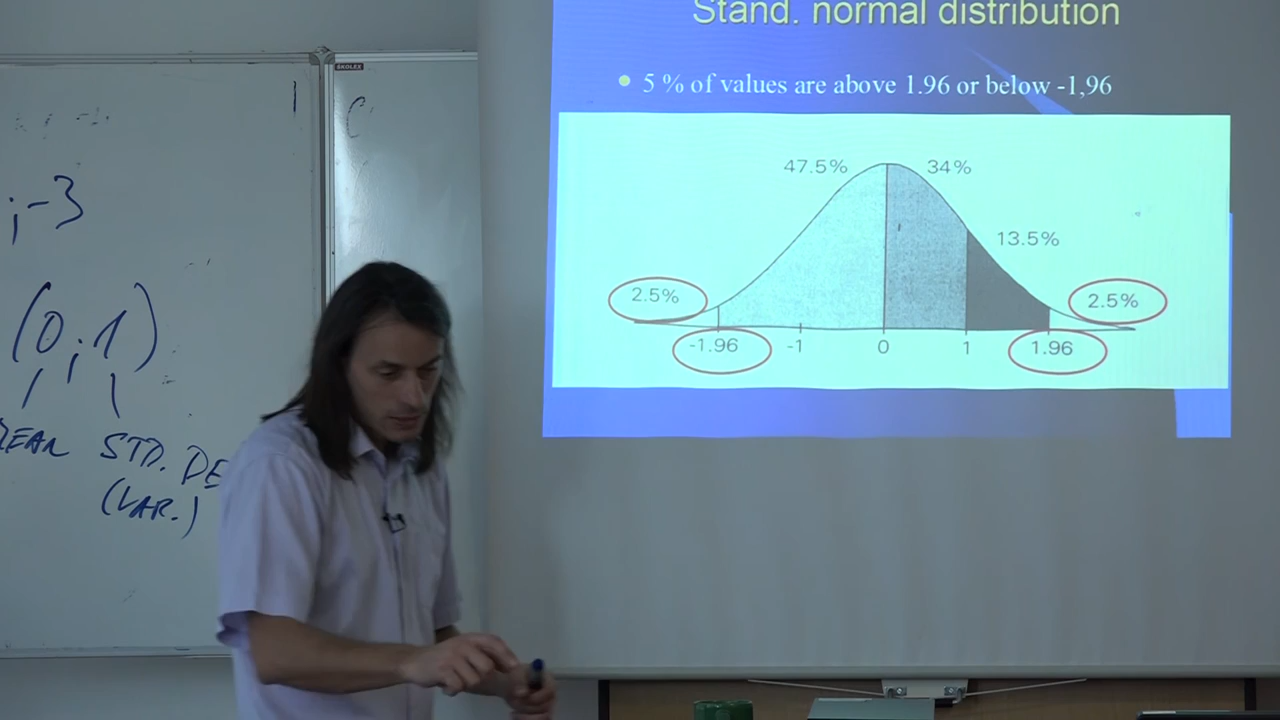 Stand. normal distribution
5 % of values are above 1.96 or below -1,96
47.5% 34%
13.5%
2.5% 2.5%
-1.96 -1 0 1 1.96
SKOLEX
;-3
(0;1)
STD. DE
(VAR.)